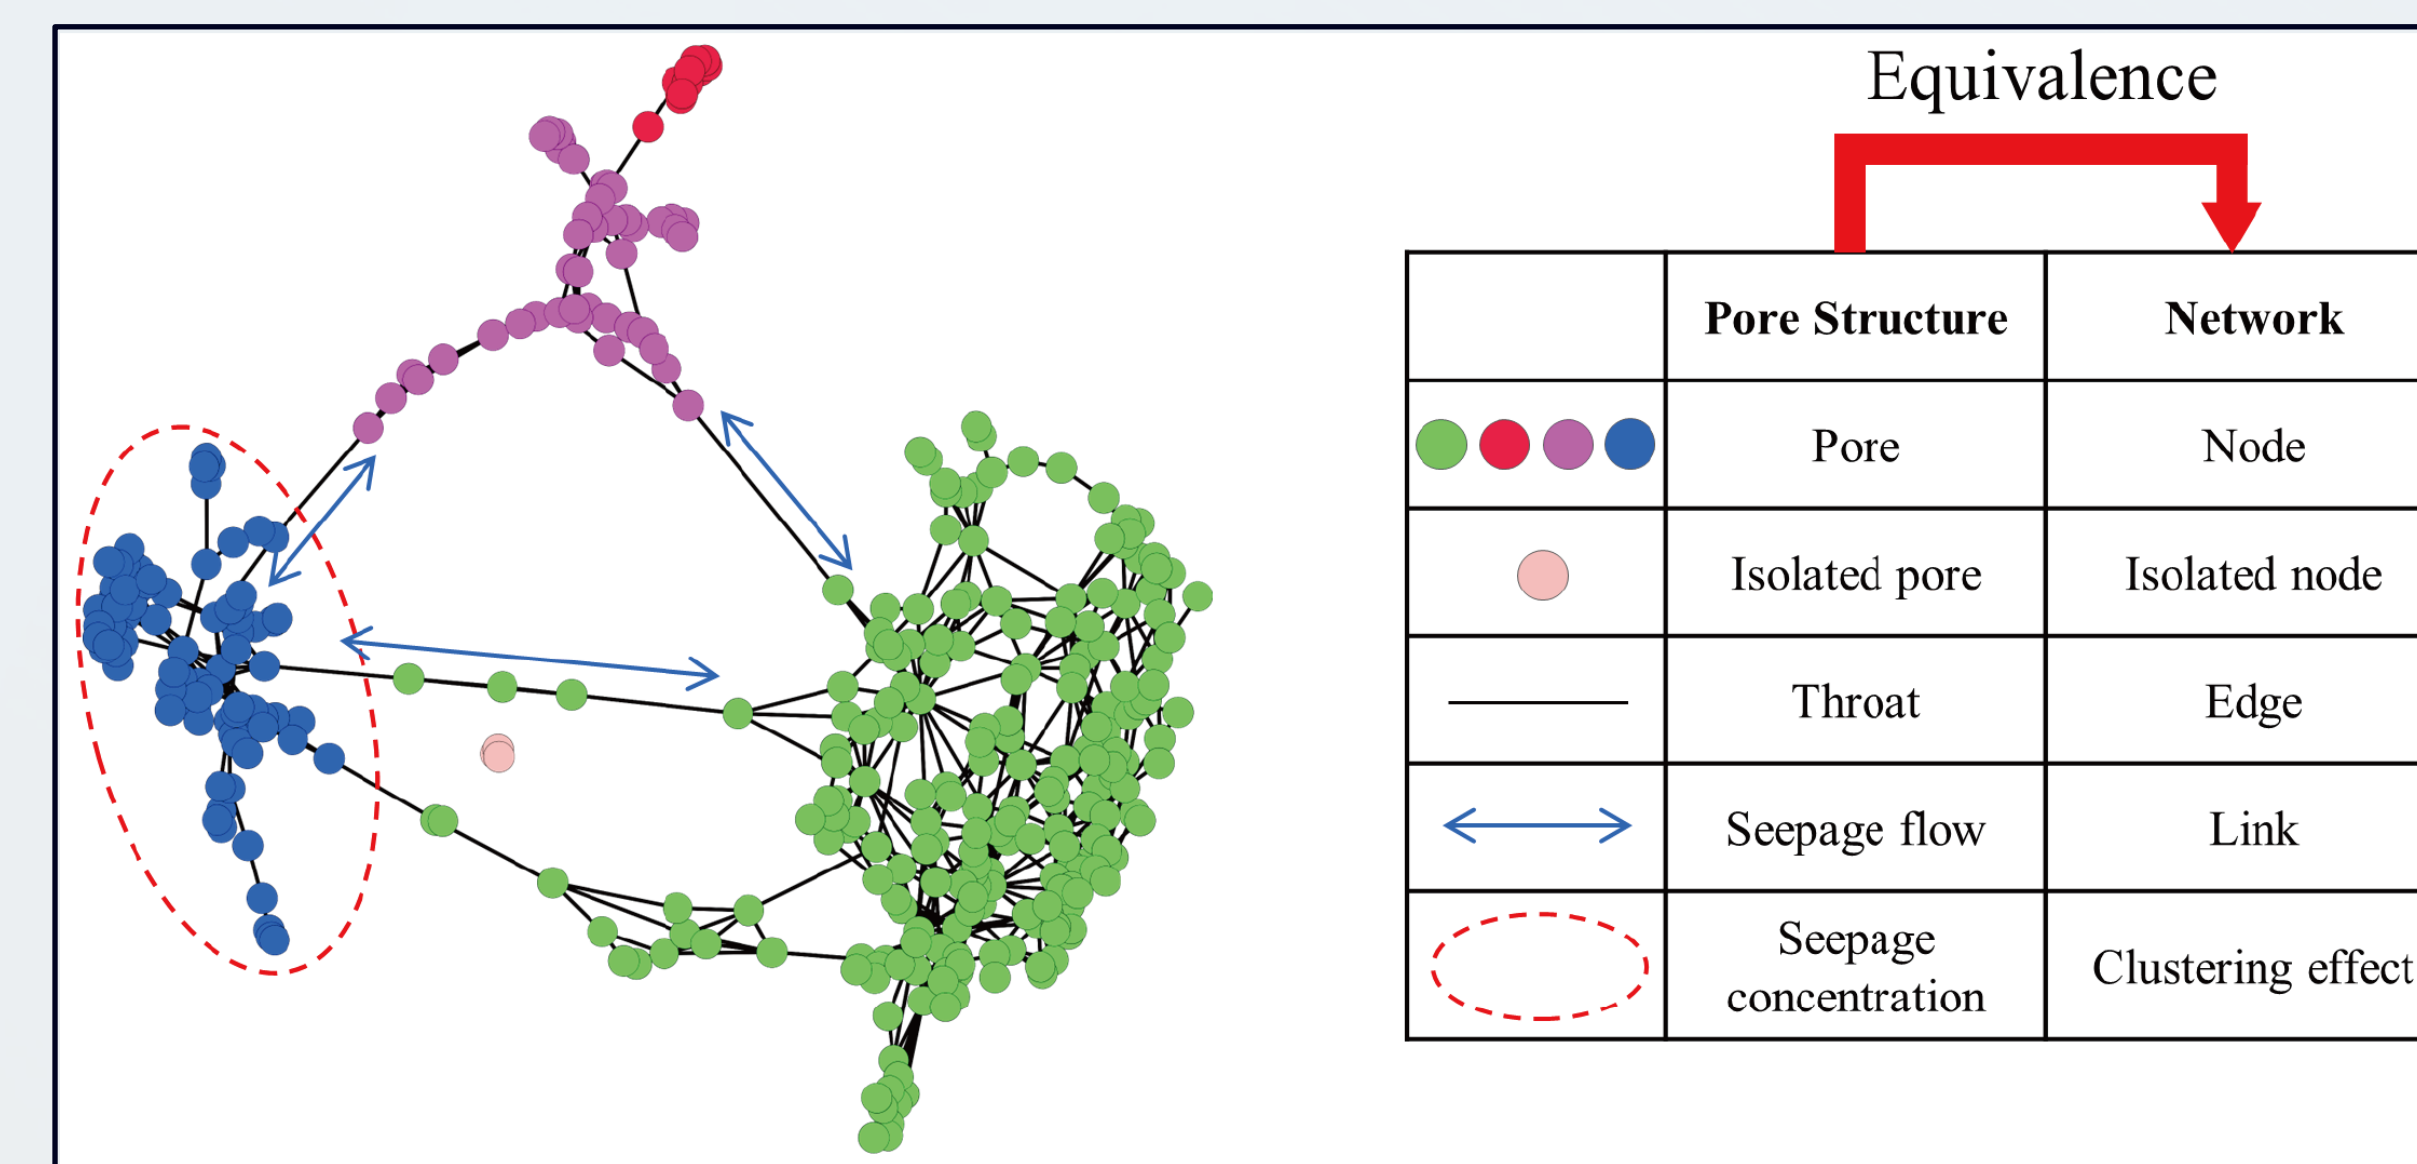 Equivalence
Pore Structure
Network
Pore
Node
Isolated pore
Isolated node
Throat
Edge
Seepage flow
Link
Seepage
concentration
Clustering effect